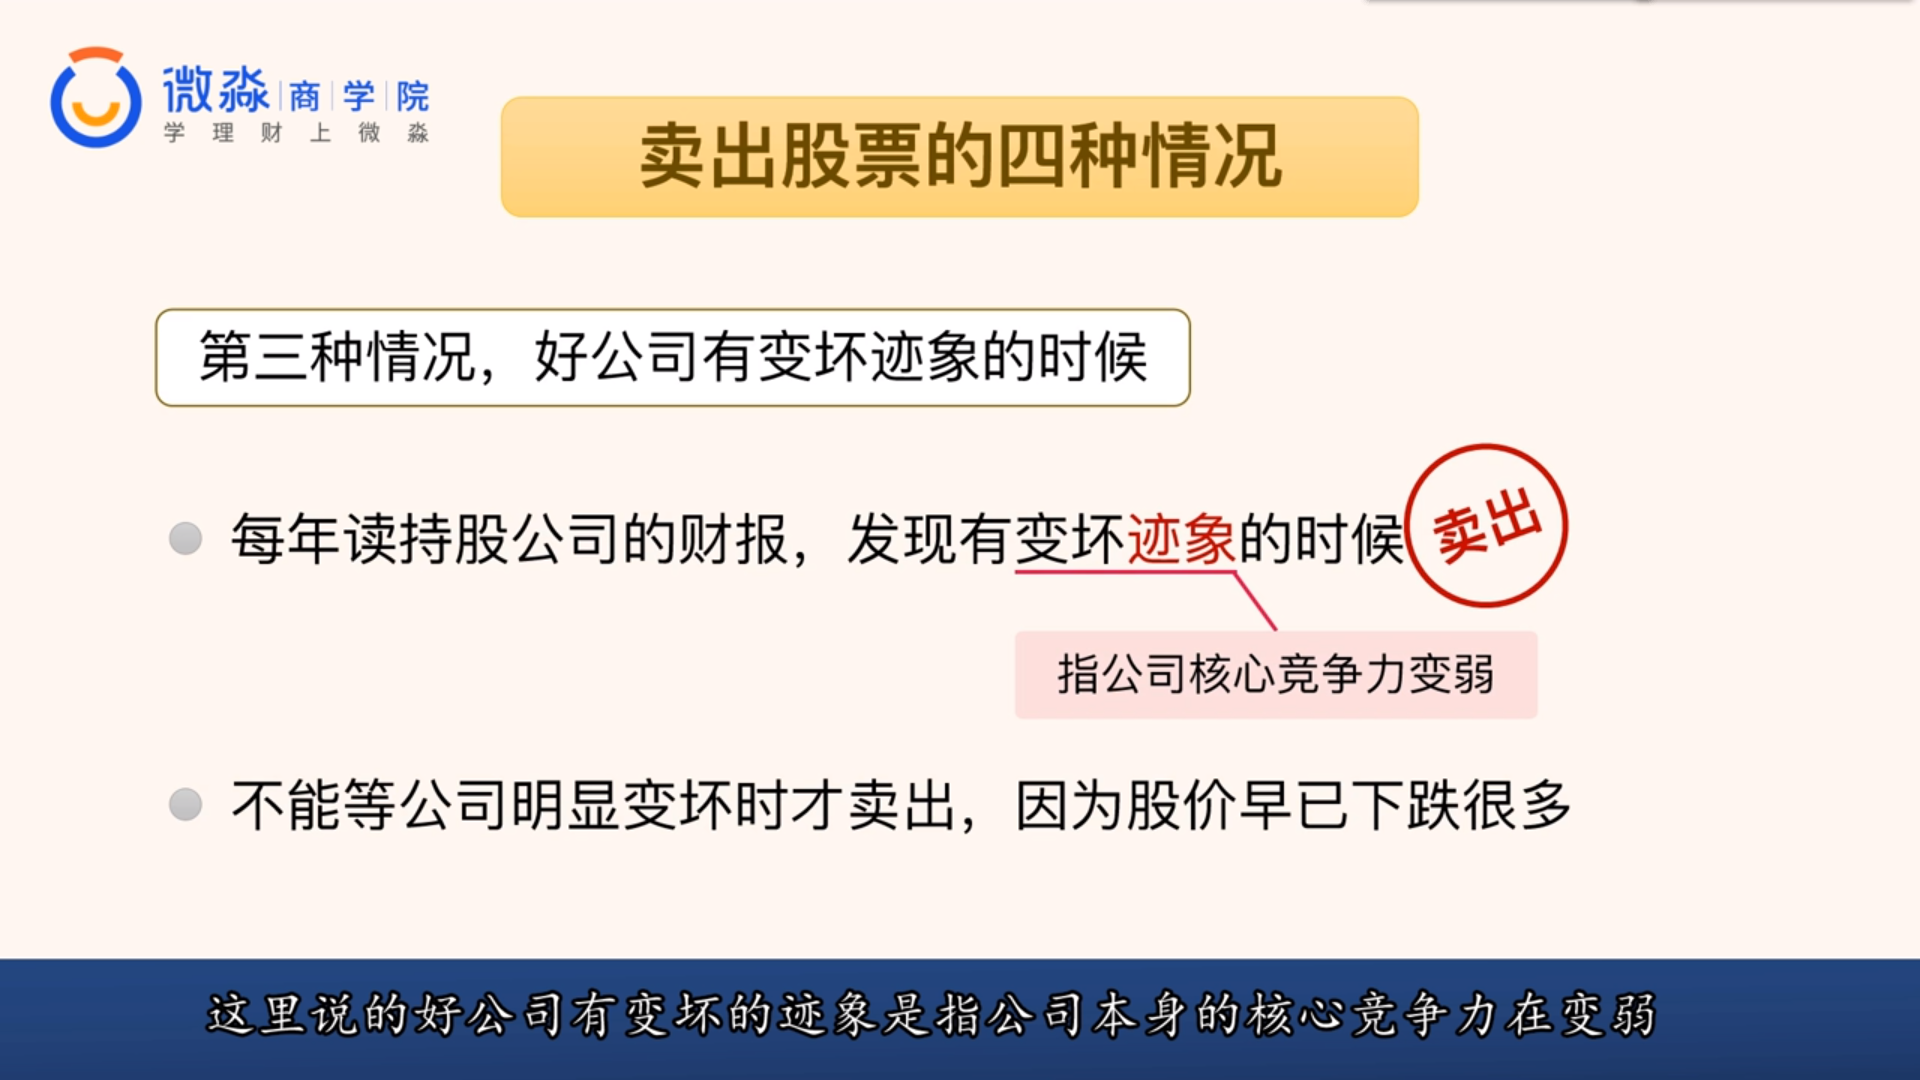 微淼商学院
学理财上微淼
卖出股票的四种情况
第三种情况，好公司有变坏迹象的时候
每年读持股公司的财报，发现有变坏迹象的时候
卖出
指公司核心竞争力变弱
不能等公司明显变坏时才卖出，因为股价早已下跌很多
这里说的好公司有变坏的迹象是指公司本身的核心竞争力在变弱